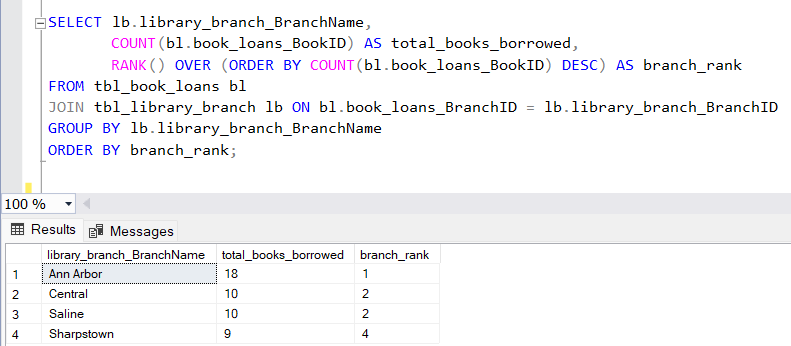 SELECT lb.library_branch_BranchName,
COUNT(bl.book_loans_BookID) AS total_books_borrowed,
RANK() OVER (ORDER BY COUNT(bl.book_loans_BookID) DESC) AS branch_rank
FROM tbl_book_loans bl
JOIN tbl_library_branch lb ON bl.book_loans_BranchID = lb.library_branch_BranchID
GROUP BY lb.library_branch_BranchName
ORDER BY branch_rank;
100 %
Results Messages
library_branch_BranchName total_books_borrowed branch_rank
1 Ann Arbor 18 1
2 Central 10 2
3 Saline 10 2
4 Sharpstown 9 4